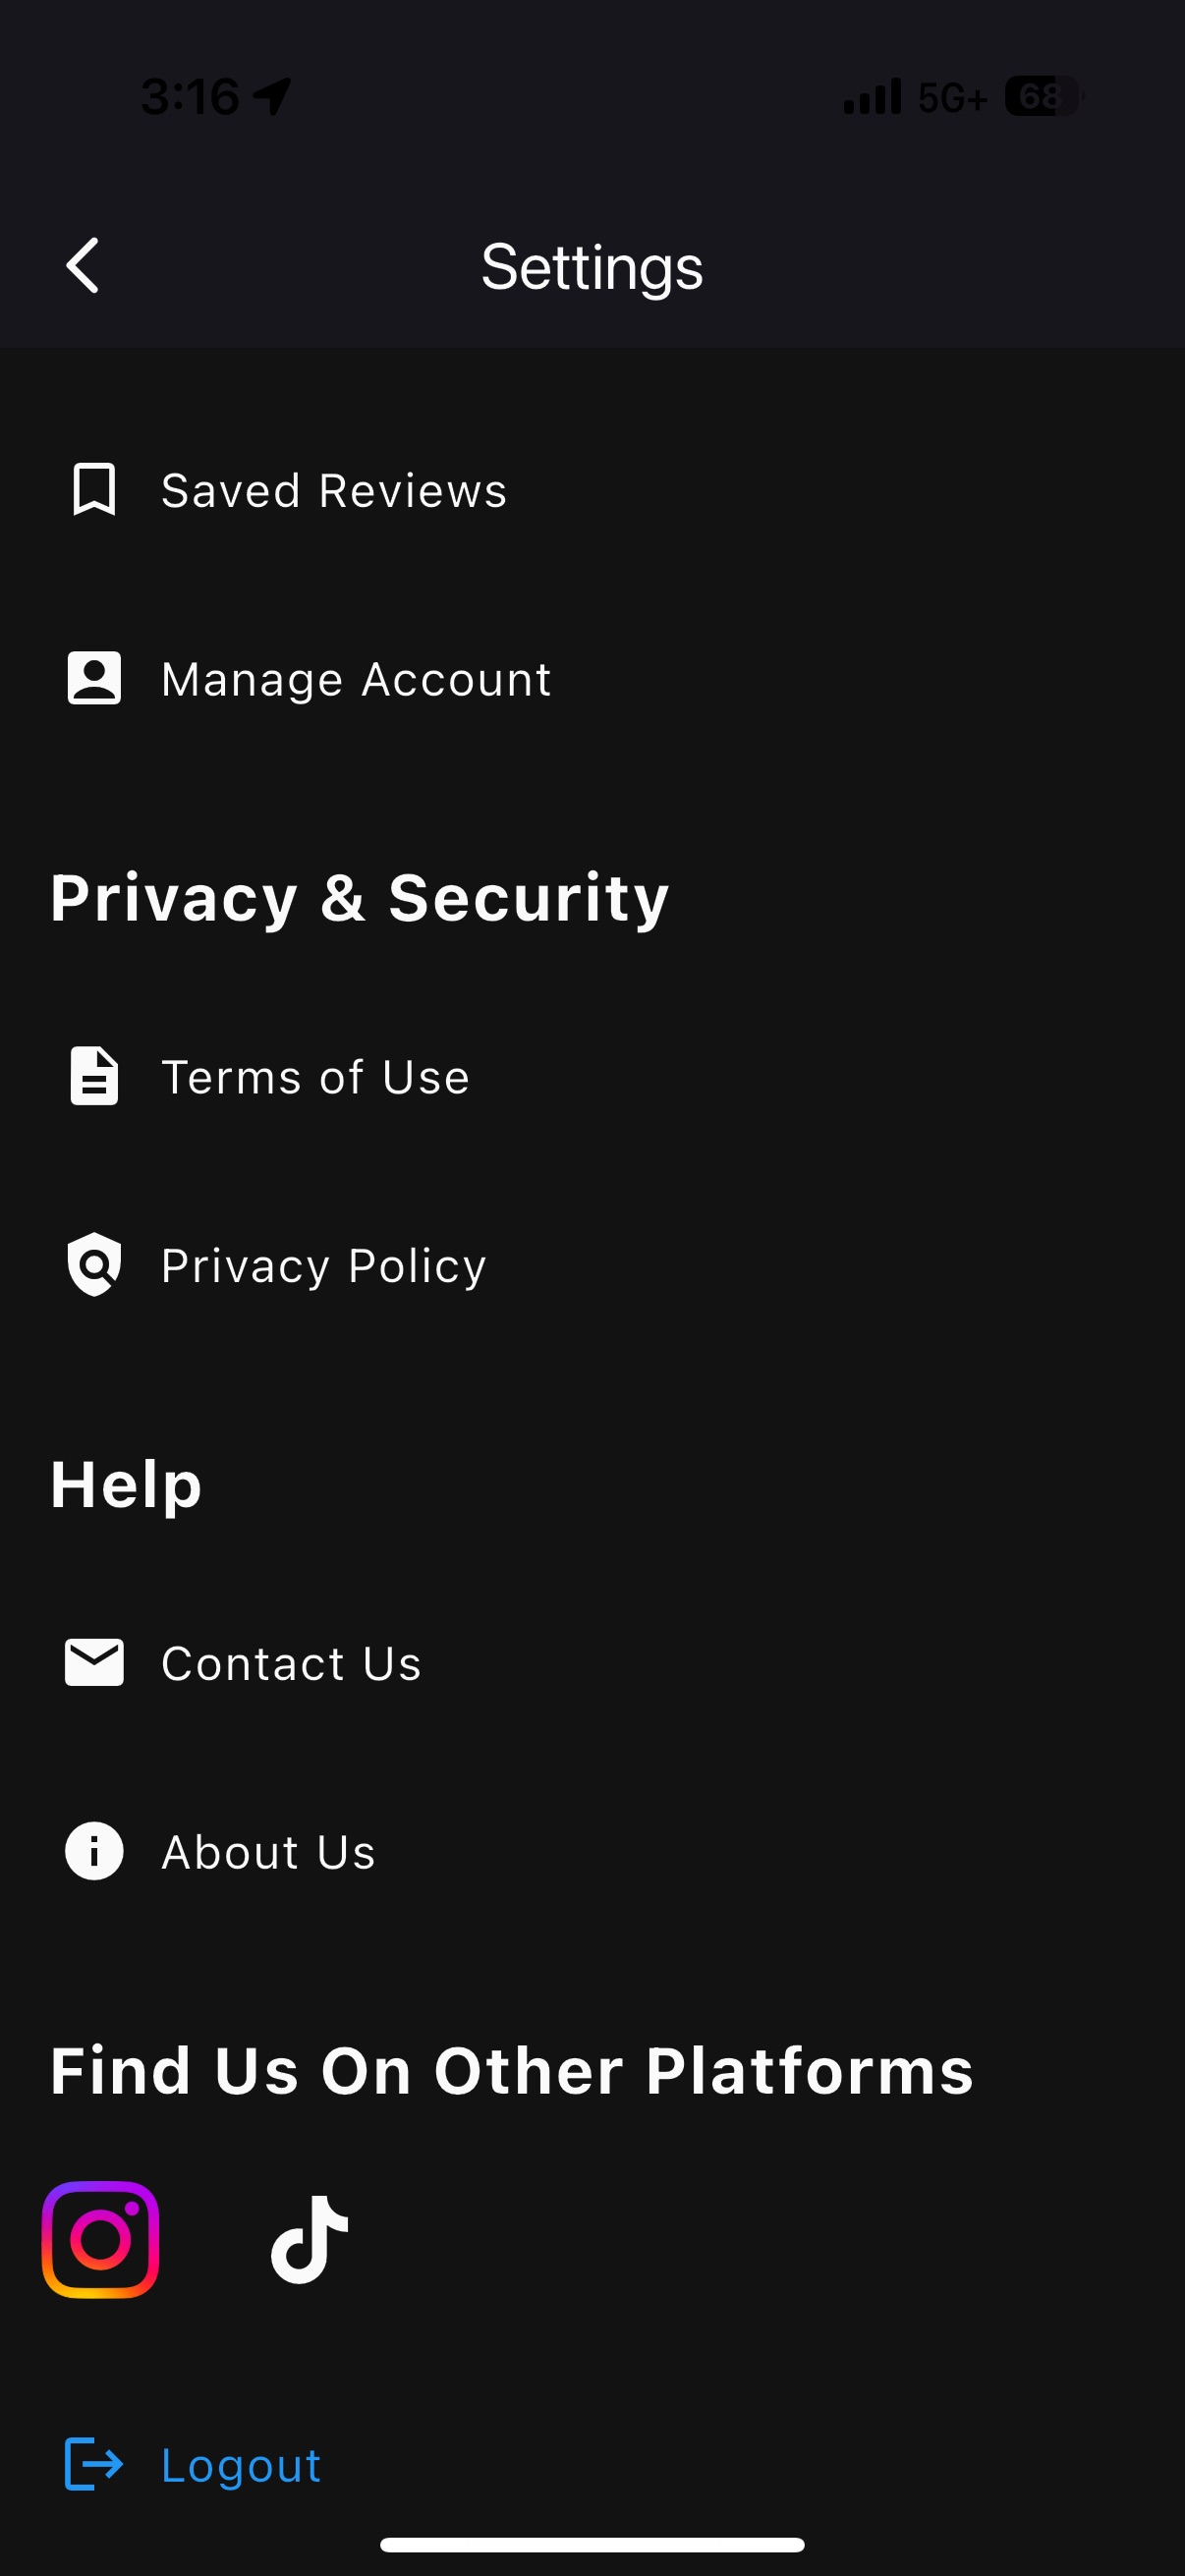 3:16 5G+ 68
Settings
Saved Reviews
Manage Account
Privacy & Security
Terms of Use
Privacy Policy
Help
Contact Us
About Us
Find Us On Other Platforms
Logout